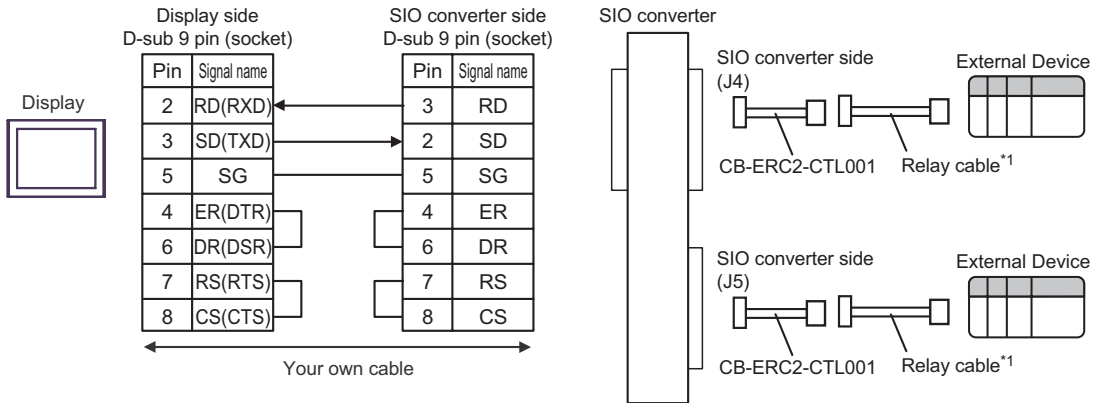 Display side
D-sub 9 pin (socket)
SIO converter side
D-sub 9 pin (socket)
SIO converter
Display
Pin Signal name
2 RD(RXD)
3 SD(TXD)
5 SG
4 ER(DTR)
6 DR(DSR)
7 RS(RTS)
8 CS(CTS)
Pin Signal name
3 RD
2 SD
5 SG
4 ER
6 DR
7 RS
8 CS
Your own cable
SIO converter side
(J4)
External Device
CB-ERC2-CTL001
Relay cable*1
SIO converter side
(J5)
External Device
CB-ERC2-CTL001
Relay cable*1